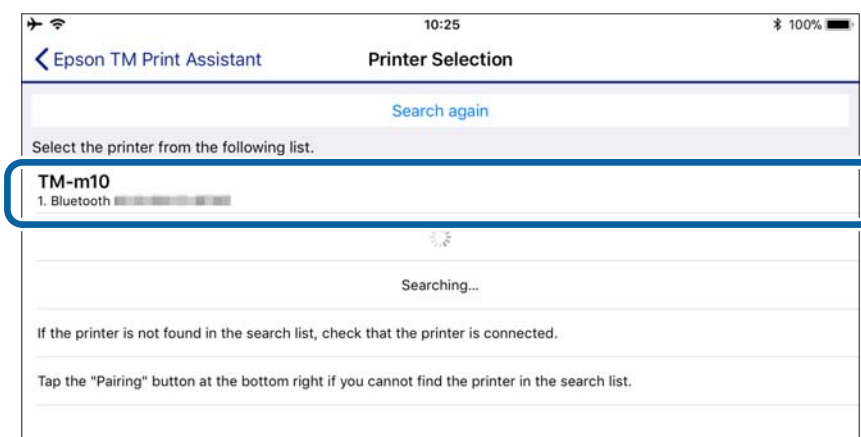 10:25
100%
Epson TM Print Assistant
Printer Selection
Search again
Select the printer from the following list.
TM-m10
1. Bluetooth
Searching...
If the printer is not found in the search list, check that the printer is connected.
Tap the "Pairing" button at the bottom right if you cannot find the printer in the search list.